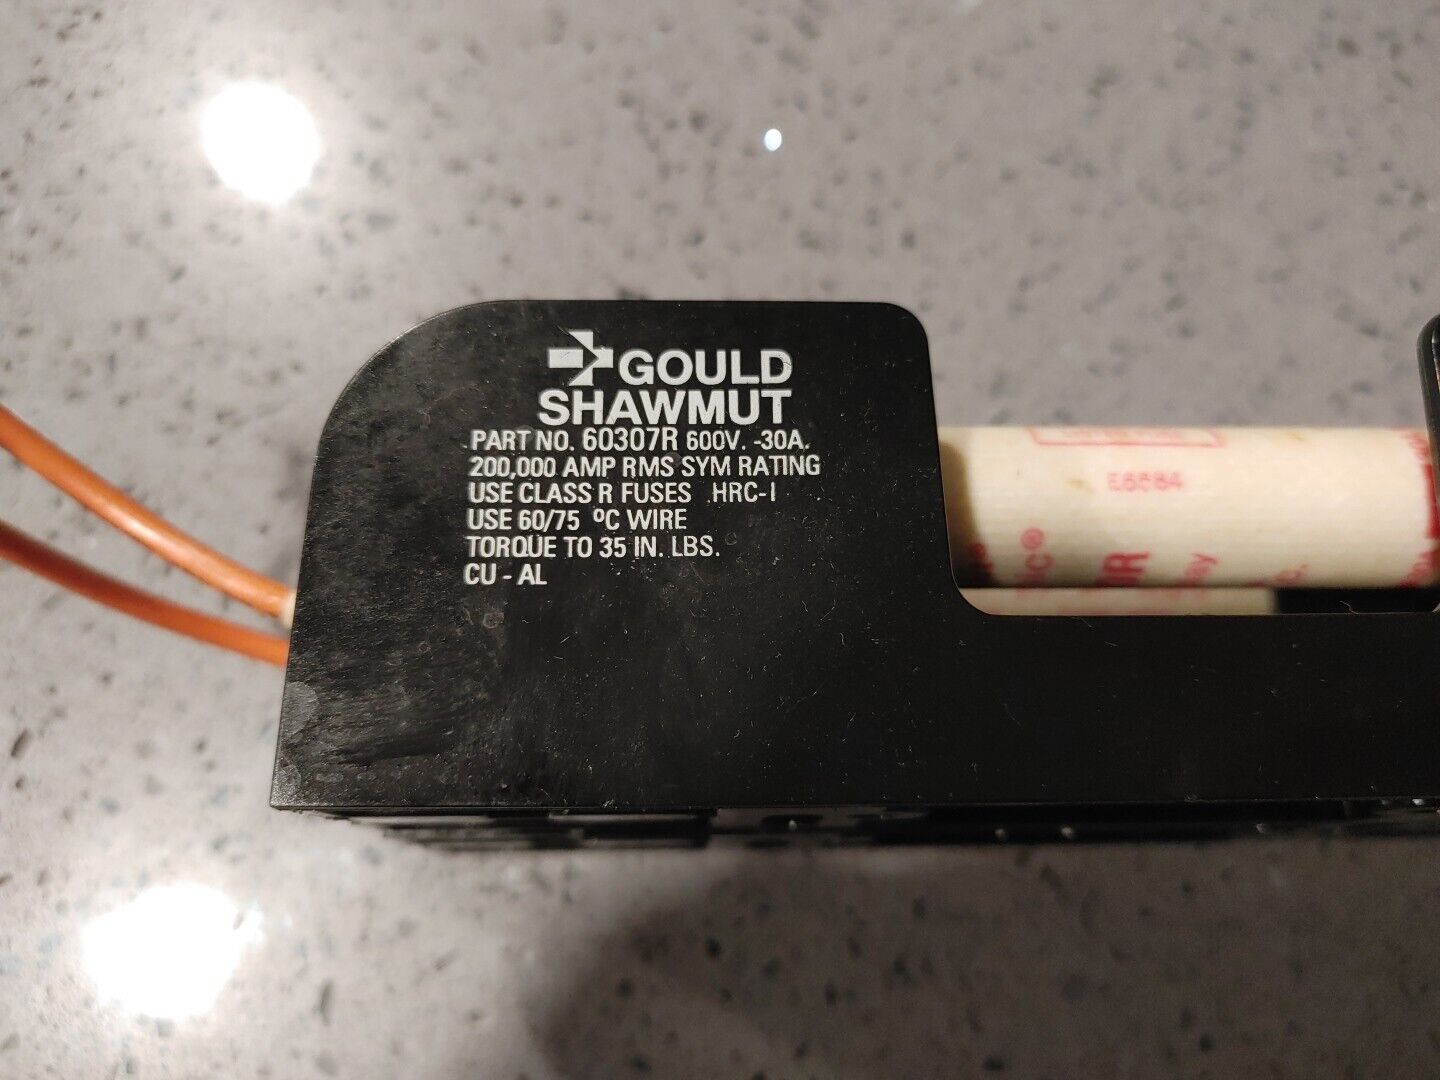 GOULD
SHAWMUT
PART NO. 60307R 600V. -30A.
200,000 AMP RMS SYM RATING
USE CLASS R FUSES HRC-I
USE 60/75 ºC WIRE
TORQUE TO 35 IN. LBS.
CU - AL